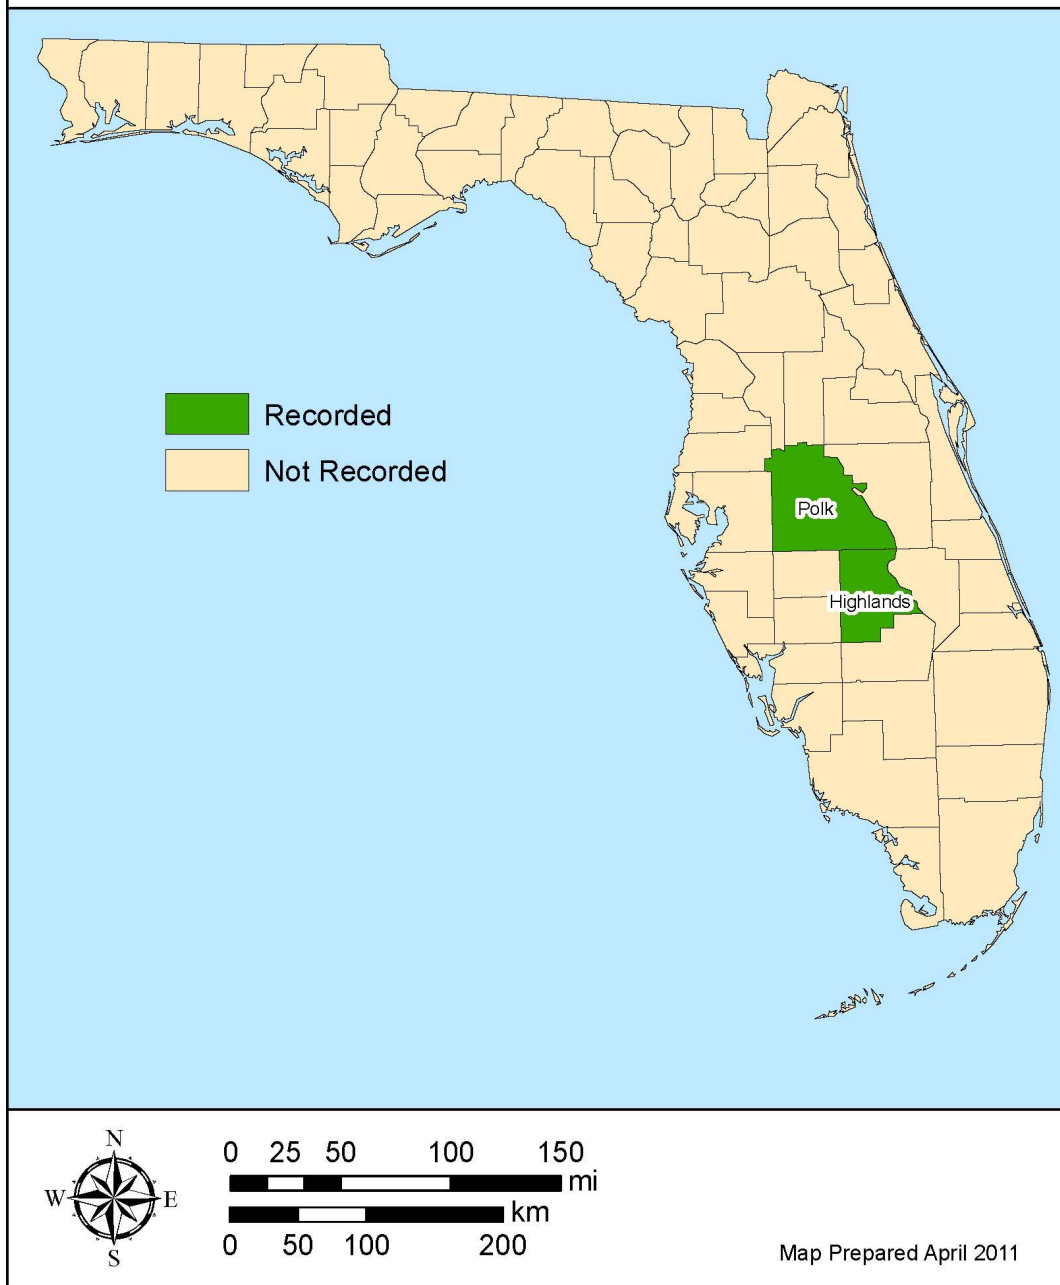 Recorded
Not Recorded
Polk
Highlands
N
W E
S
0 25 50 100 150
mi
km
0 50 100 200
Map Prepared April 2011